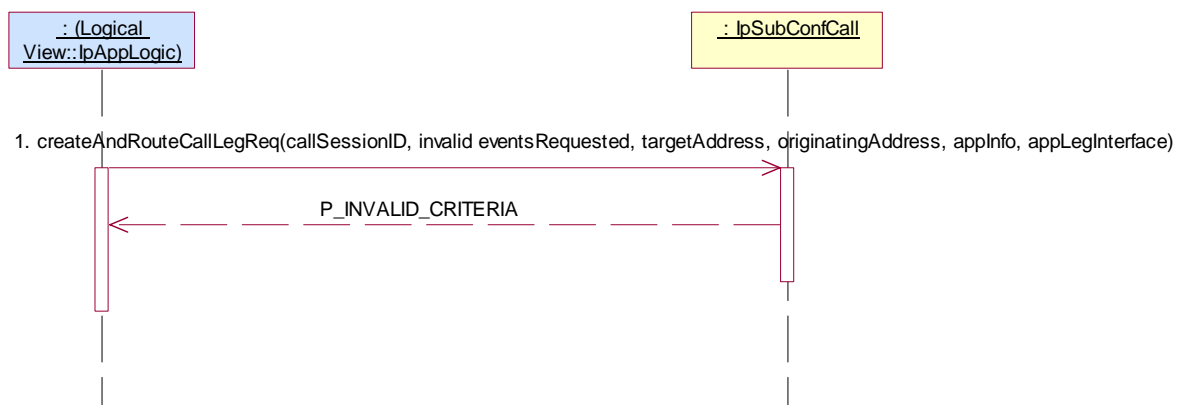 : (Logical
View::IpAppLogic)
: IpSubConfCall
1. createAndRouteCallLegReq(callSessionID, invalid eventsRequested, targetAddress, originatingAddress, appInfo, appLegInterface)
P_INVALID_CRITERIA